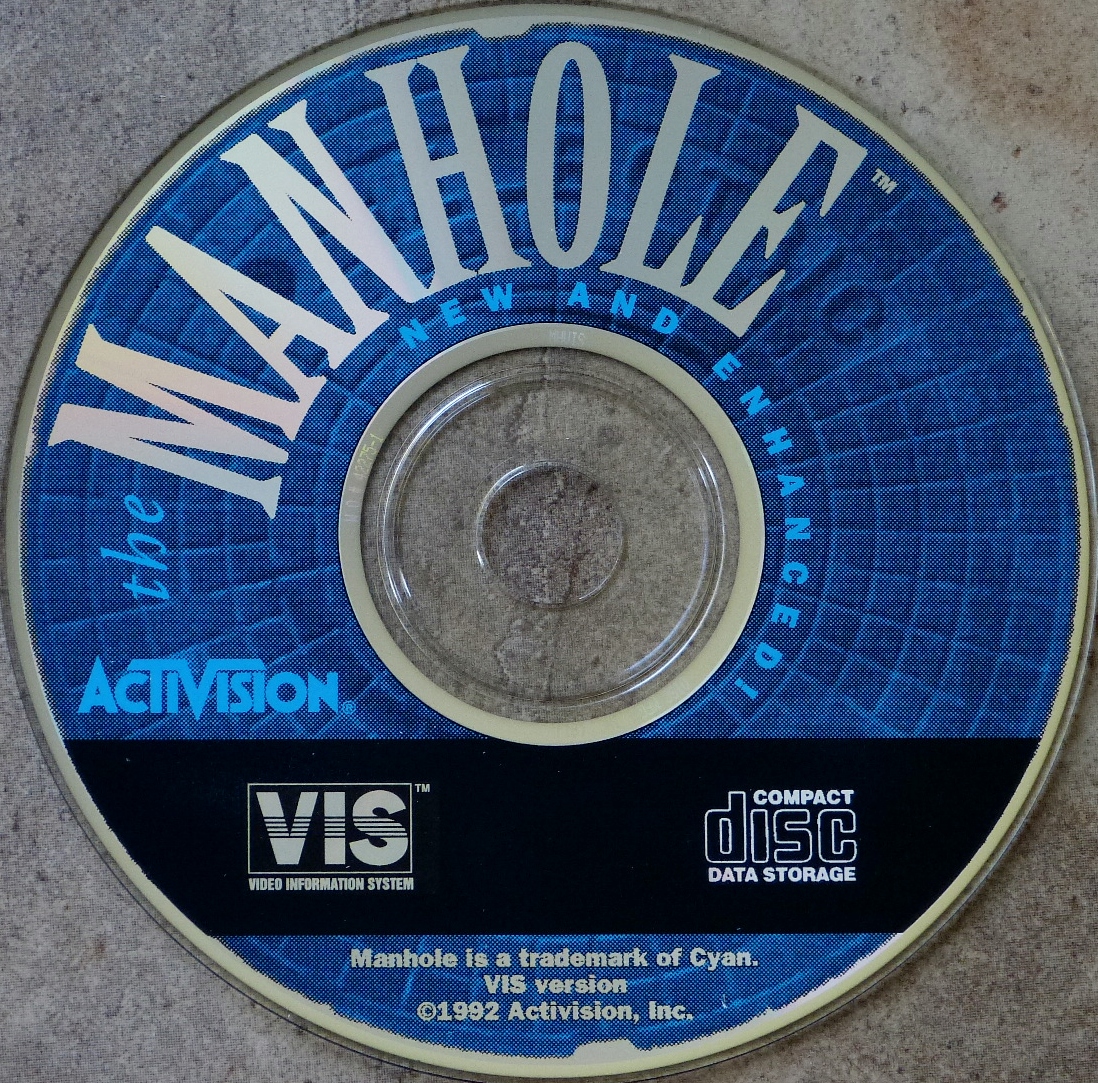 the MANHOLE™
NEW AND ENHANCED!
ACTIVISION®
VIS™
VIDEO INFORMATION SYSTEM
COMPACT
disc
DATA STORAGE
Manhole is a trademark of Cyan.
VIS version
©1992 Activision, Inc.